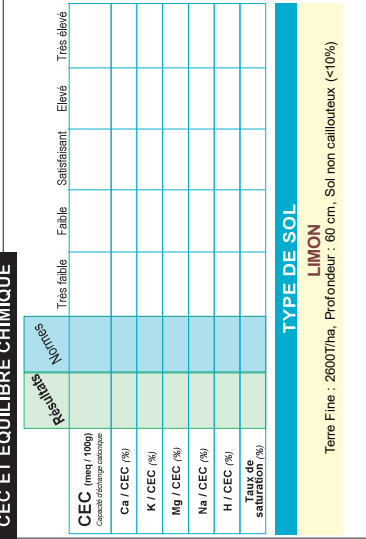 CEC ET EQUILIBRE CHIMIQUE
Résultats
Normes
Très faible
Faible
Satisfaisant
Elevé
Très élevé
CEC (meq / 100g)
Capacité d'échange cationique
Ca / CEC (%)
K / CEC (%)
Mg / CEC (%)
Na / CEC (%)
H / CEC (%)
Taux de
saturation (%)
TYPE DE SOL
LIMON
Terre Fine : 2600T/ha, Profondeur : 60 cm, Sol non caillouteux (<10%)